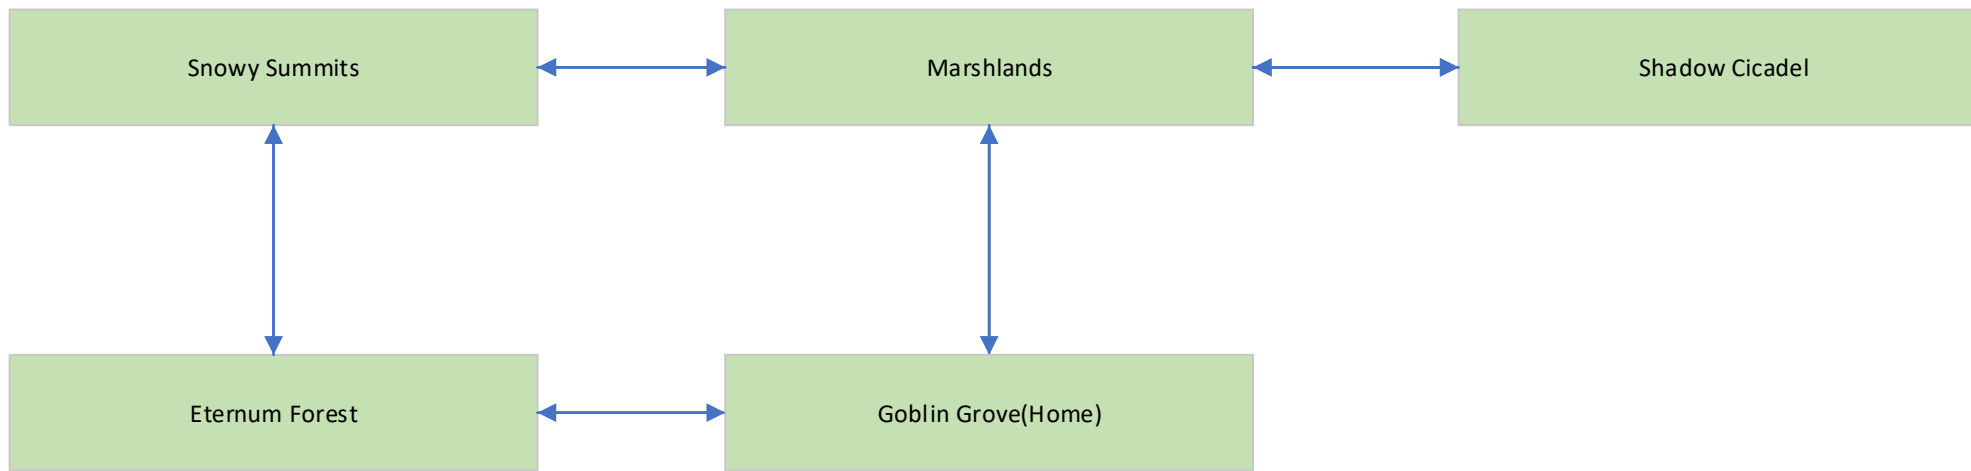 Snowy Summits
Marshlands
Shadow Cicadel
Eternum Forest
Goblin Grove(Home)